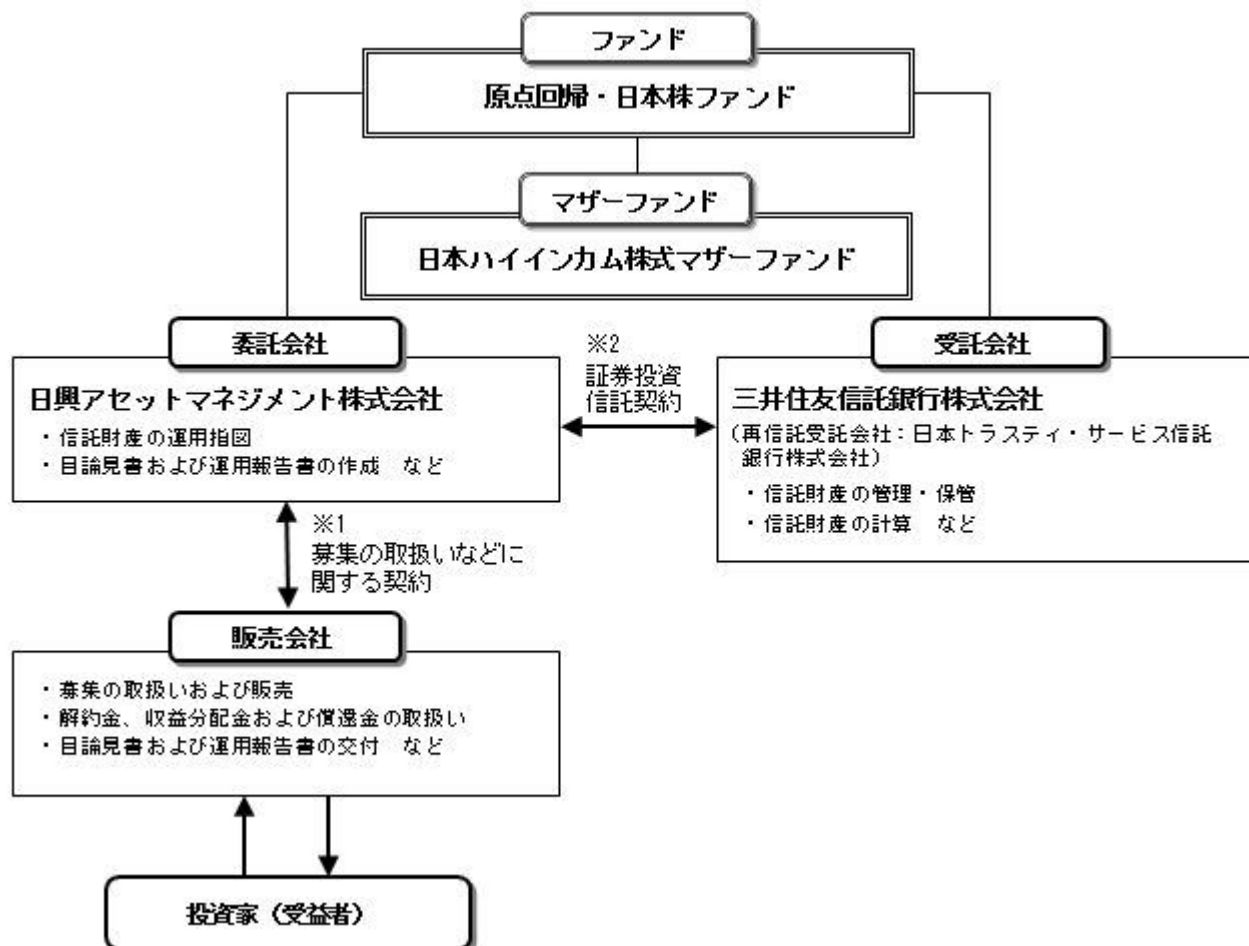 ファンド
原点回帰・日本株ファンド
マザーファンド
日本ハイインカム株式マザーファンド
委託会社
日興アセットマネジメント株式会社
・信託財産の運用指図
・目論見書および運用報告書の作成　など
※2
証券投資
信託契約
受託会社
三井住友信託銀行株式会社
(再信託受託会社：日本トラスティ・サービス信託
銀行株式会社)
・信託財産の管理・保管
・信託財産の計算　など
※1
募集の取扱いなどに
関する契約
販売会社
・募集の取扱いおよび販売
・解約金、収益分配金および償還金の取扱い
・目論見書および運用報告書の交付　など
投資家（受益者）